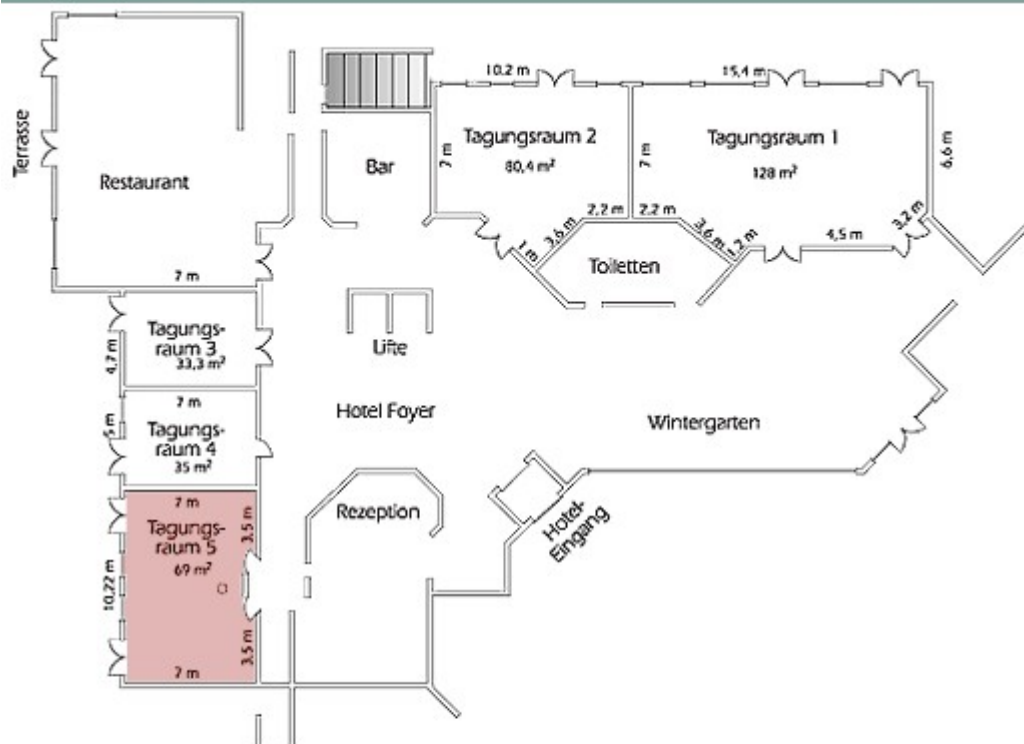 10.2 m
15,4 m
Terrasse
Restaurant
Bar
7 m
Tagungsraum 2
80,4 m²
7 m
Tagungsraum 1
128 m²
6,6 m
2,2 m
2,2 m
3,6 m
1 m
3,6 m
1,2 m
4,5 m
3,2 m
Toiletten
7 m
Tagungs-
raum 3
33,3 m²
4,7 m
Lifte
7 m
Tagungs-
raum 4
35 m²
5 m
Hotel Foyer
Wintergarten
7 m
Tagungs-
raum 5
69 m²
3.5 m
10,22 m
3.5 m
7 m
Rezeption
Hotel-
Eingang